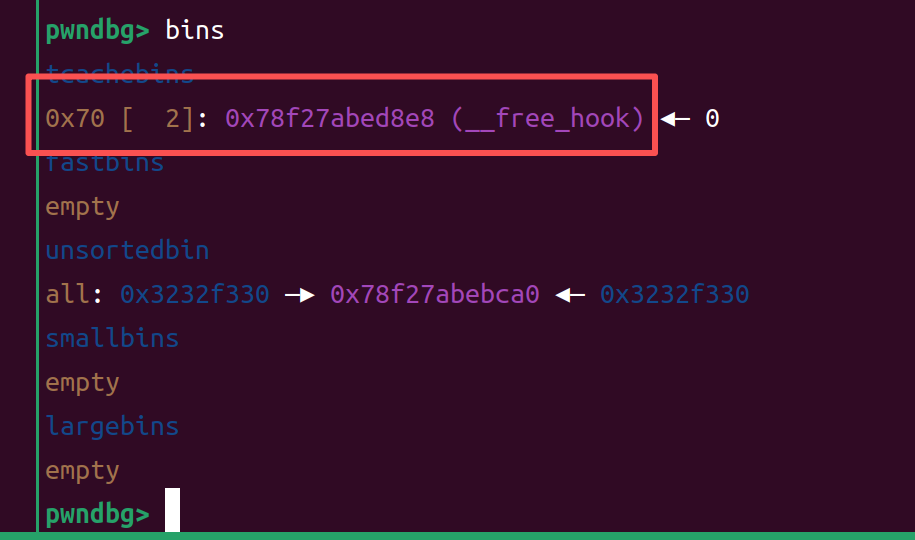 pwndbg> bins
tcachebins
0x70 [  2]: 0x78f27abed8e8 (__free_hook) ◂— 0
fastbins
empty
unsortedbin
all: 0x3232f330 —▸ 0x78f27abebca0 ◂— 0x3232f330
smallbins
empty
largebins
empty
pwndbg>